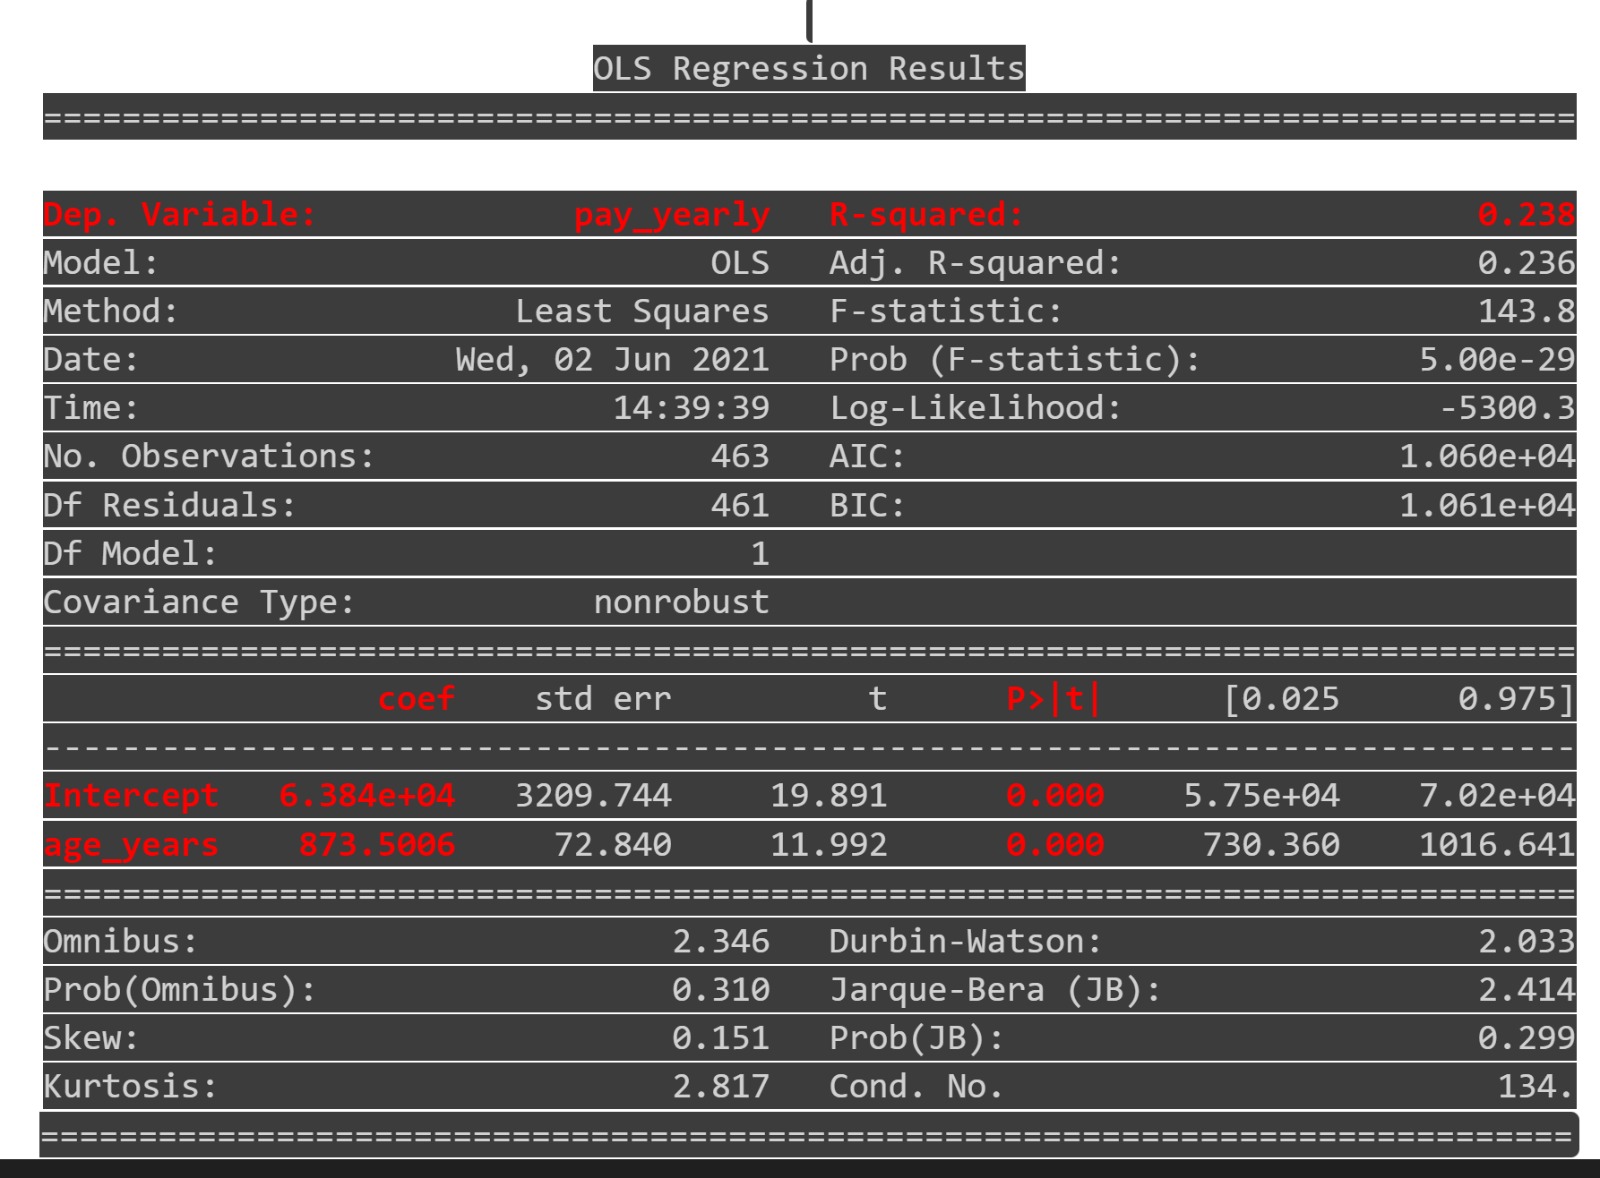 OLS Regression Results
==============================================================================
Dep. Variable: pay_yearly R-squared: 0.238
Model: OLS Adj. R-squared: 0.236
Method: Least Squares F-statistic: 143.8
Date: Wed, 02 Jun 2021 Prob (F-statistic): 5.00e-29
Time: 14:39:39 Log-Likelihood: -5300.3
No. Observations: 463 AIC: 1.060e+04
Df Residuals: 461 BIC: 1.061e+04
Df Model: 1
Covariance Type: nonrobust
==============================================================================
coef std err t P>|t| [0.025 0.975]
------------------------------------------------------------------------------
Intercept 6.384e+04 3209.744 19.891 0.000 5.75e+04 7.02e+04
age_years 873.5006 72.840 11.992 0.000 730.360 1016.641
==============================================================================
Omnibus: 2.346 Durbin-Watson: 2.033
Prob(Omnibus): 0.310 Jarque-Bera (JB): 2.414
Skew: 0.151 Prob(JB): 0.299
Kurtosis: 2.817 Cond. No. 134.
==============================================================================